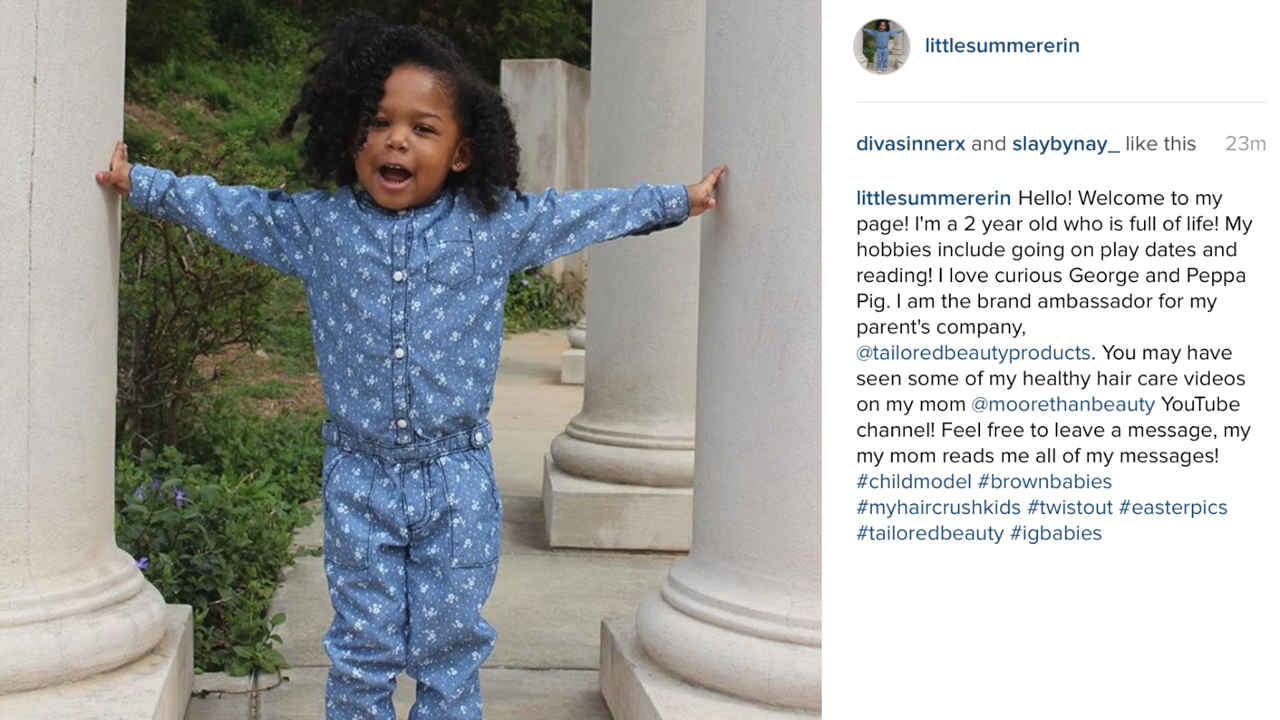 littlesummererin
divasinnerx and slaybynay_ like this 23m
littlesummererin Hello! Welcome to my
page! I'm a 2 year old who is full of life! My
hobbies include going on play dates and
reading! I love curious George and Peppa
Pig. I am the brand ambassador for my
parent's company,
@tailoredbeautyproducts. You may have
seen some of my healthy hair care videos
on my mom @moorethanbeauty YouTube
channel! Feel free to leave a message, my
my mom reads me all of my messages!
#childmodel #brownbabies
#myhaircrushkids #twistout #easterpics
#tailoredbeauty #igbabies